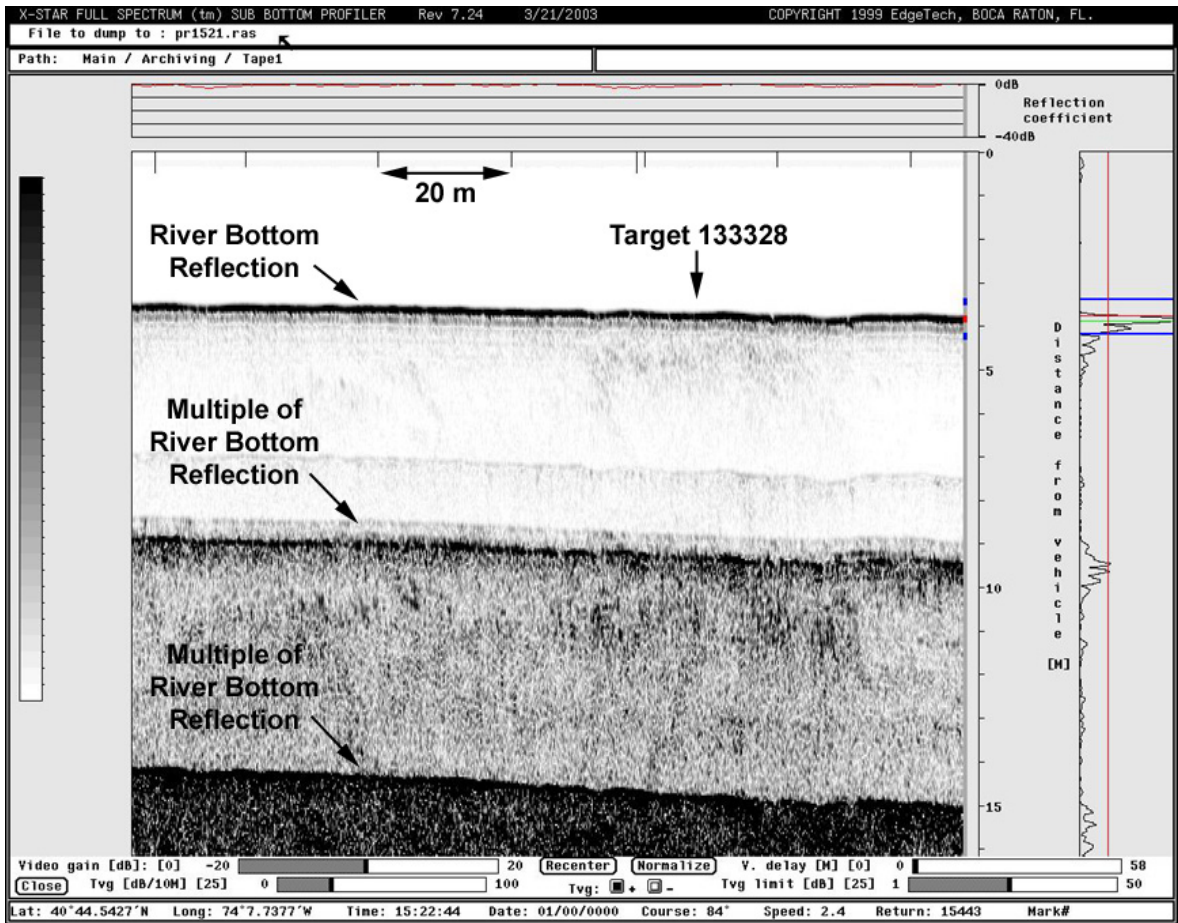 X-STAR FULL SPECTRUM (tm) SUB BOTTOM PROFILER Rev 7.24 3/21/2003 COPYRIGHT 1999 EdgeTech, BOCA RATON, FL.
File to dump to : pr1521.ras
Path: Main / Archiving / Tape1
0dB
Reflection
coefficient
-40dB
0
20 m
River Bottom
Reflection
Target 133328
Distance from vehicle [M]
5
Multiple of
River Bottom
Reflection
10
Multiple of
River Bottom
Reflection
15
Video gain [dB]: [0] -20 20 Recenter Normalize V. delay [M] [0] 0 58
Close Tvg [dB/10M] [25] 0 100 Tvg: + - Tvg limit [dB] [25] 1 50
Lat: 40°44.5427'N Long: 74°7.7377'W Time: 15:22:44 Date: 01/00/0000 Course: 84° Speed: 2.4 Return: 15443 Mark#